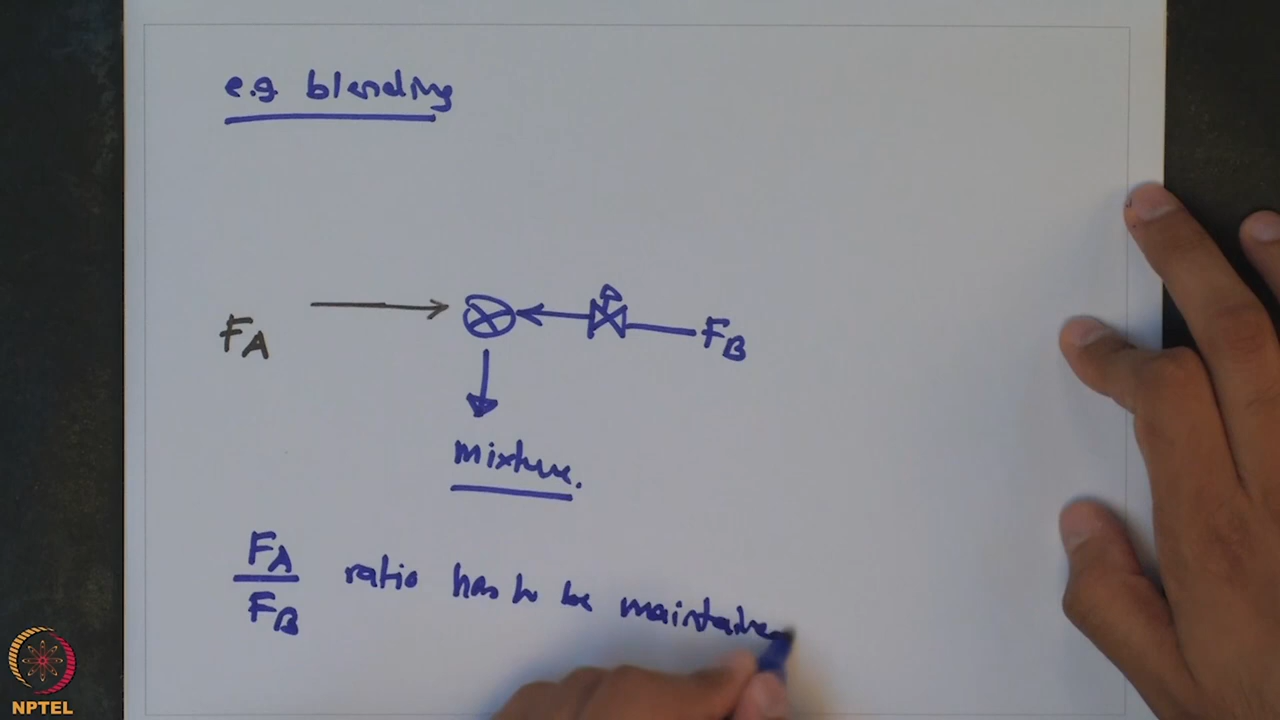 e.g. blending
FA
FB
mixture.
FA
FB
ratio has to be maintained
NPTEL